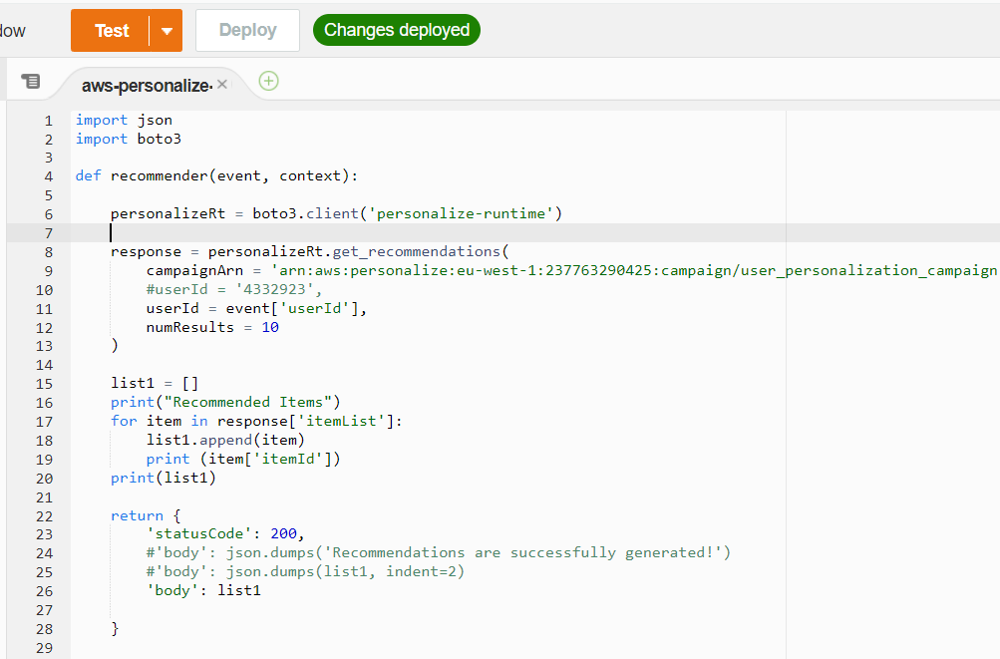 dow Test Deploy Changes deployed
aws-personalize-
1 import json
2 import boto3
3
4 def recommender(event, context):
5
6 personalizeRt = boto3.client('personalize-runtime')
7
8 response = personalizeRt.get_recommendations(
9 campaignArn = 'arn:aws:personalize:eu-west-1:237763290425:campaign/user_personalization_campaign
10 #userId = '4332923',
11 userId = event['userId'],
12 numResults = 10
13 )
14
15 list1 = []
16 print("Recommended Items")
17 for item in response['itemList']:
18 list1.append(item)
19 print (item['itemId'])
20 print(list1)
21
22 return {
23 'statusCode': 200,
24 #'body': json.dumps('Recommendations are successfully generated!')
25 #'body': json.dumps(list1, indent=2)
26 'body': list1
27
28 }
29